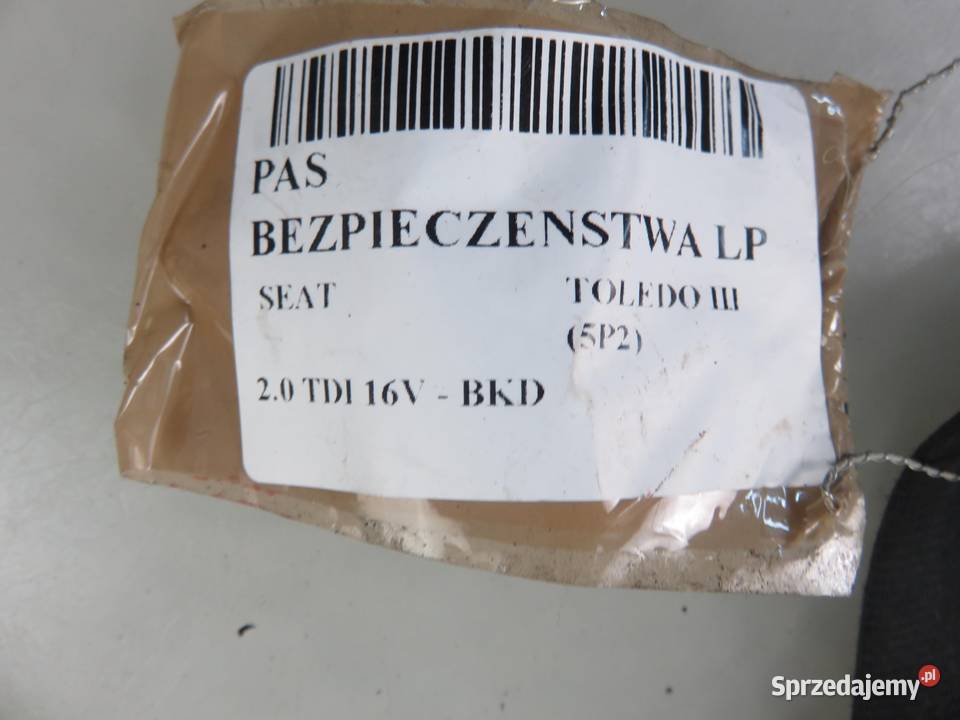 PAS
BEZPIECZENSTWA LP
SEAT TOLEDO III
(5P2)
2.0 TDI 16V - BKD
Sprzedajemy.pl